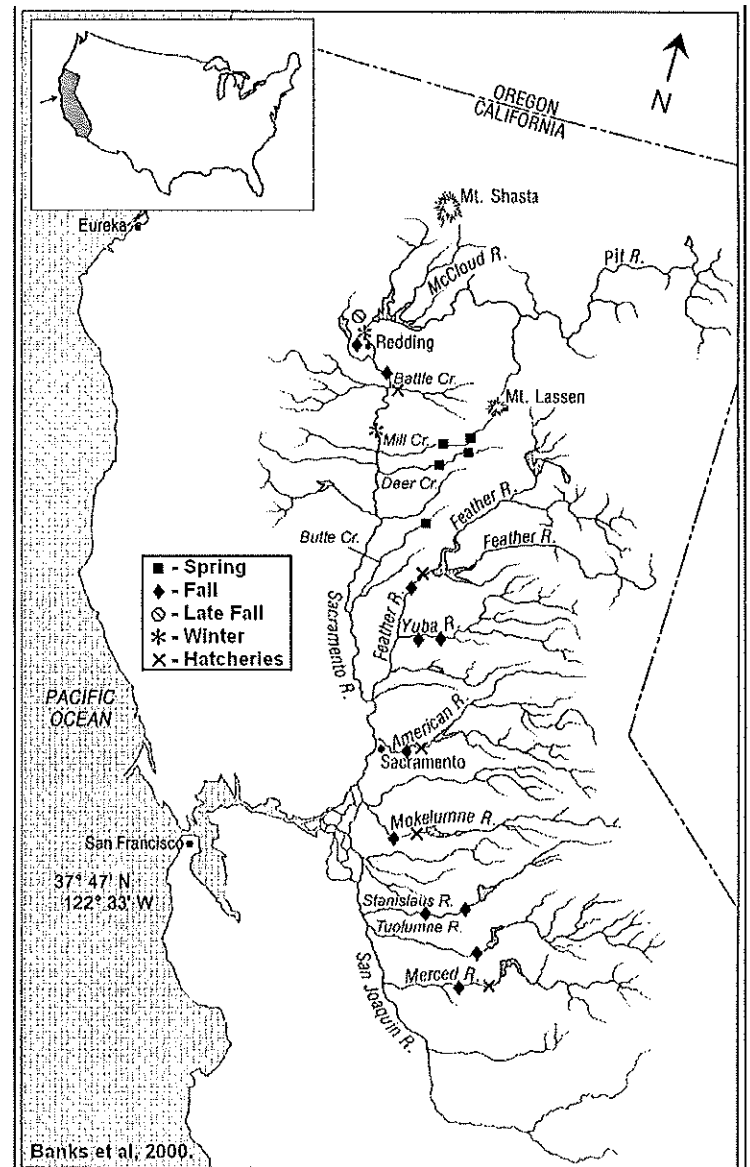 OREGON
CALIFORNIA
N
Mt. Shasta
Eureka
McCloud R.
Pit R.
Redding
Battle Cr.
Mt. Lassen
Mill Cr.
Deer Cr.
Feather R.
Feather R.
Butte Cr.
■ - Spring
♦ - Fall
⊘ - Late Fall
✳ - Winter
✕ - Hatcheries
Sacramento R.
Feather R.
Yuba R.
PACIFIC
OCEAN
American R.
Sacramento
Mokelumne R.
San Francisco
37° 47' N
122° 33' W
Stanislaus R.
Tuolumne R.
Merced R.
San Joaquin R.
Banks et al, 2000.